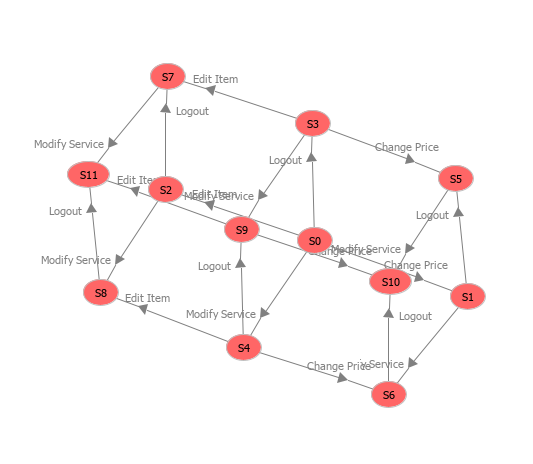 S7
Edit Item
Logout
S3
Modify Service
Change Price
Logout
S11
Edit Item
S2
Modify Service
Edit Item
S5
Logout
Logout
S9
S0
Modify Service
Change Price
Modify Service
Logout
Change Price
S8
Edit Item
S10
S1
Modify Service
Logout
S4
Change Price
Service
S6